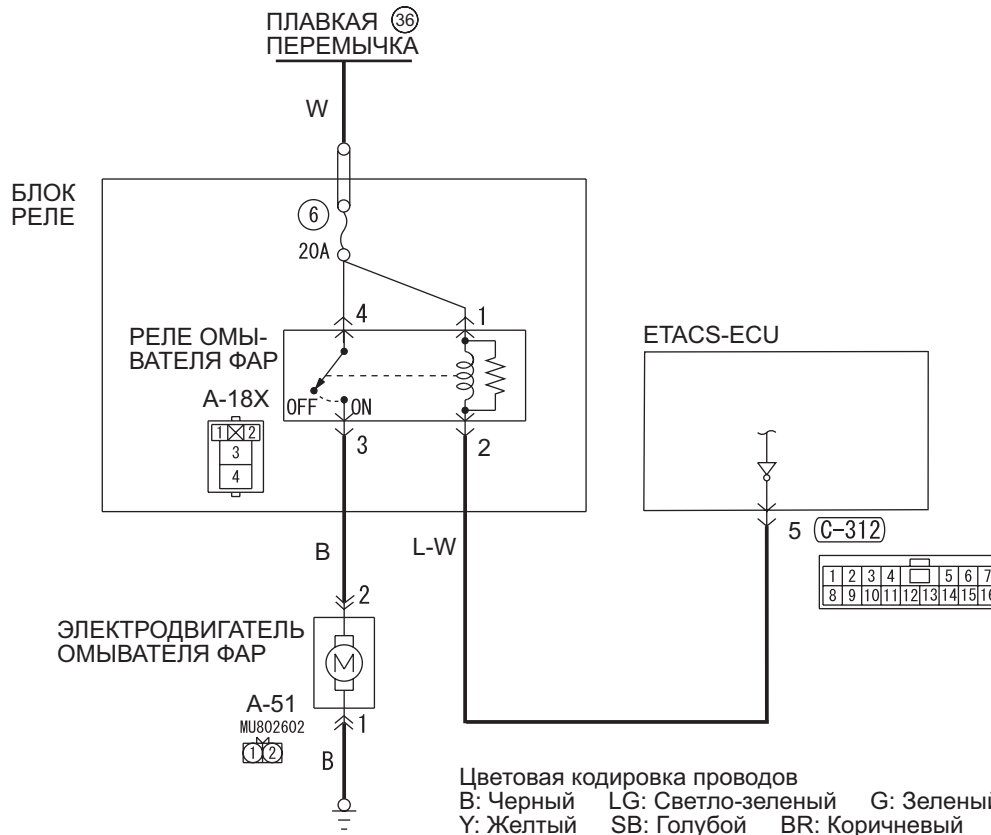 ПЛАВКАЯ 36
ПЕРЕМЫЧКА
W
БЛОК
РЕЛЕ
6
20A
4
1
РЕЛЕ ОМЫ-
ВАТЕЛЯ ФАР
ETACS-ECU
A-18X
OFF
ON
1 2
3
4
3
2
5 (C-312)
B
L-W
1 2 3 4 5 6 7
8 9 10 11 12 13 14 15 16
2
ЭЛЕКТРОДВИГАТЕЛЬ
ОМЫВАТЕЛЯ ФАР
M
A-51
MU802602
1 2
1
B
Цветовая кодировка проводов
B: Черный LG: Светло-зеленый G: Зеленый
Y: Желтый SB: Голубой BR: Коричневый